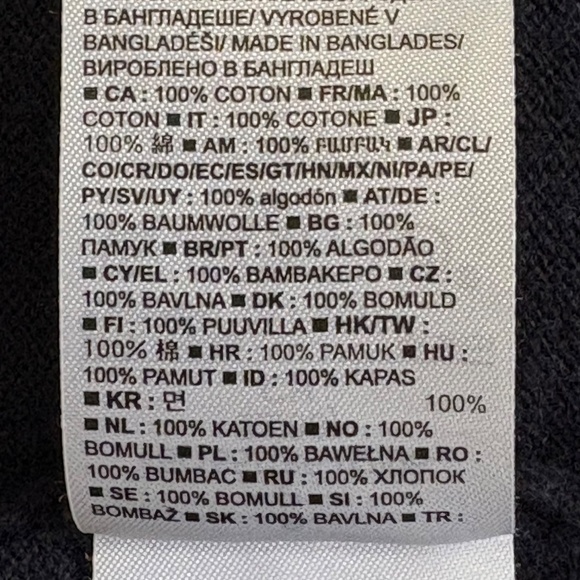 В БАНГЛАДЕШЕ/ VYROBENÉ V
BANGLADÉŠI/ MADE IN BANGLADES/
ВИРОБЛЕНО В БАНГЛАДЕШ
■ CA : 100% COTON ■ FR/MA : 100%
COTON ■ IT : 100% COTONE ■ JP :
100% 綿 ■ AM : 100% ԲԱՄԲԱԿ ■ AR/CL/
CO/CR/DO/EC/ES/GT/HN/MX/NI/PA/PE/
PY/SV/UY : 100% algodón ■ AT/DE :
100% BAUMWOLLE ■ BG : 100%
ПАМУК ■ BR/PT : 100% ALGODÃO
■ CY/EL : 100% ΒΑΜΒΑΚΕΡΟ ■ CZ :
100% BAVLNA ■ DK : 100% BOMULD
■ FI : 100% PUUVILLA ■ HK/TW :
100% 棉 ■ HR : 100% PAMUK ■ HU :
100% PAMUT ■ ID : 100% KAPAS
■ KR : 면 100%
■ NL : 100% KATOEN ■ NO : 100%
BOMULL ■ PL : 100% BAWEŁNA ■ RO :
100% BUMBAC ■ RU : 100% ХЛОПОК
■ SE : 100% BOMULL ■ SI : 100%
BOMBAŽ ■ SK : 100% BAVLNA ■ TR :